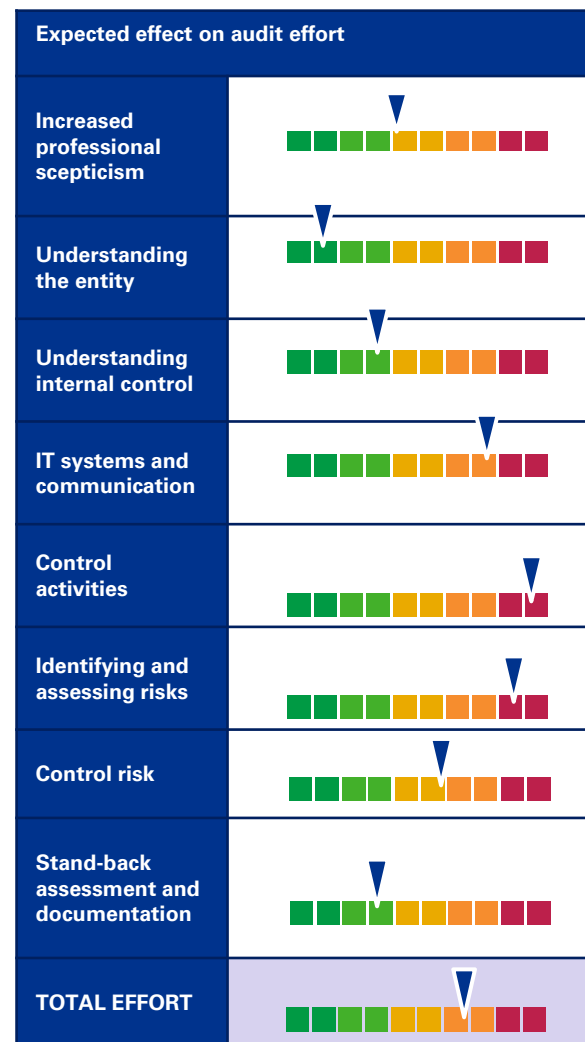 Expected effect on audit effort
Increased
professional
scepticism
Understanding
the entity
Understanding
internal control
IT systems and
communication
Control
activities
Identifying and
assessing risks
Control risk
Stand-back
assessment and
documentation
TOTAL EFFORT